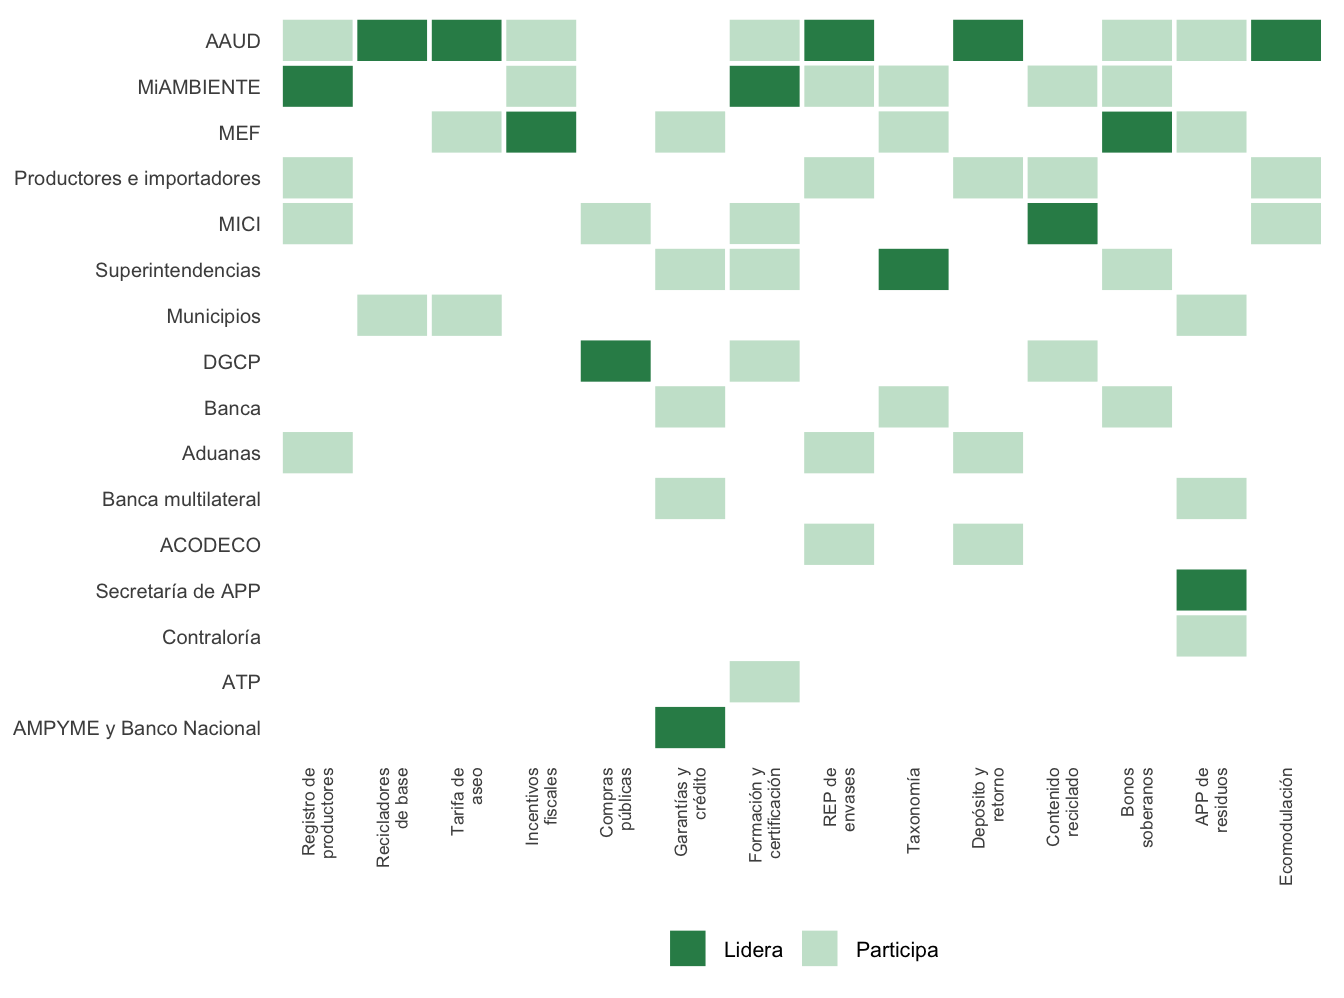 AAUD
MiAMBIENTE
MEF
Productores e importadores
MICI
Superintendencias
Municipios
DGCP
Banca
Aduanas
Banca multilateral
ACODECO
Secretaría de APP
Contraloría
ATP
AMPYME y Banco Nacional
Registro de
productores
Recicladores
de base
Tarifa de
aseo
Incentivos
fiscales
Compras
públicas
Garantías y
crédito
Formación y
certificación
REP de
envases
Taxonomía
Depósito y
retorno
Contenido
reciclado
Bonos
soberanos
APP de
residuos
Ecomodulación
Lidera
Participa